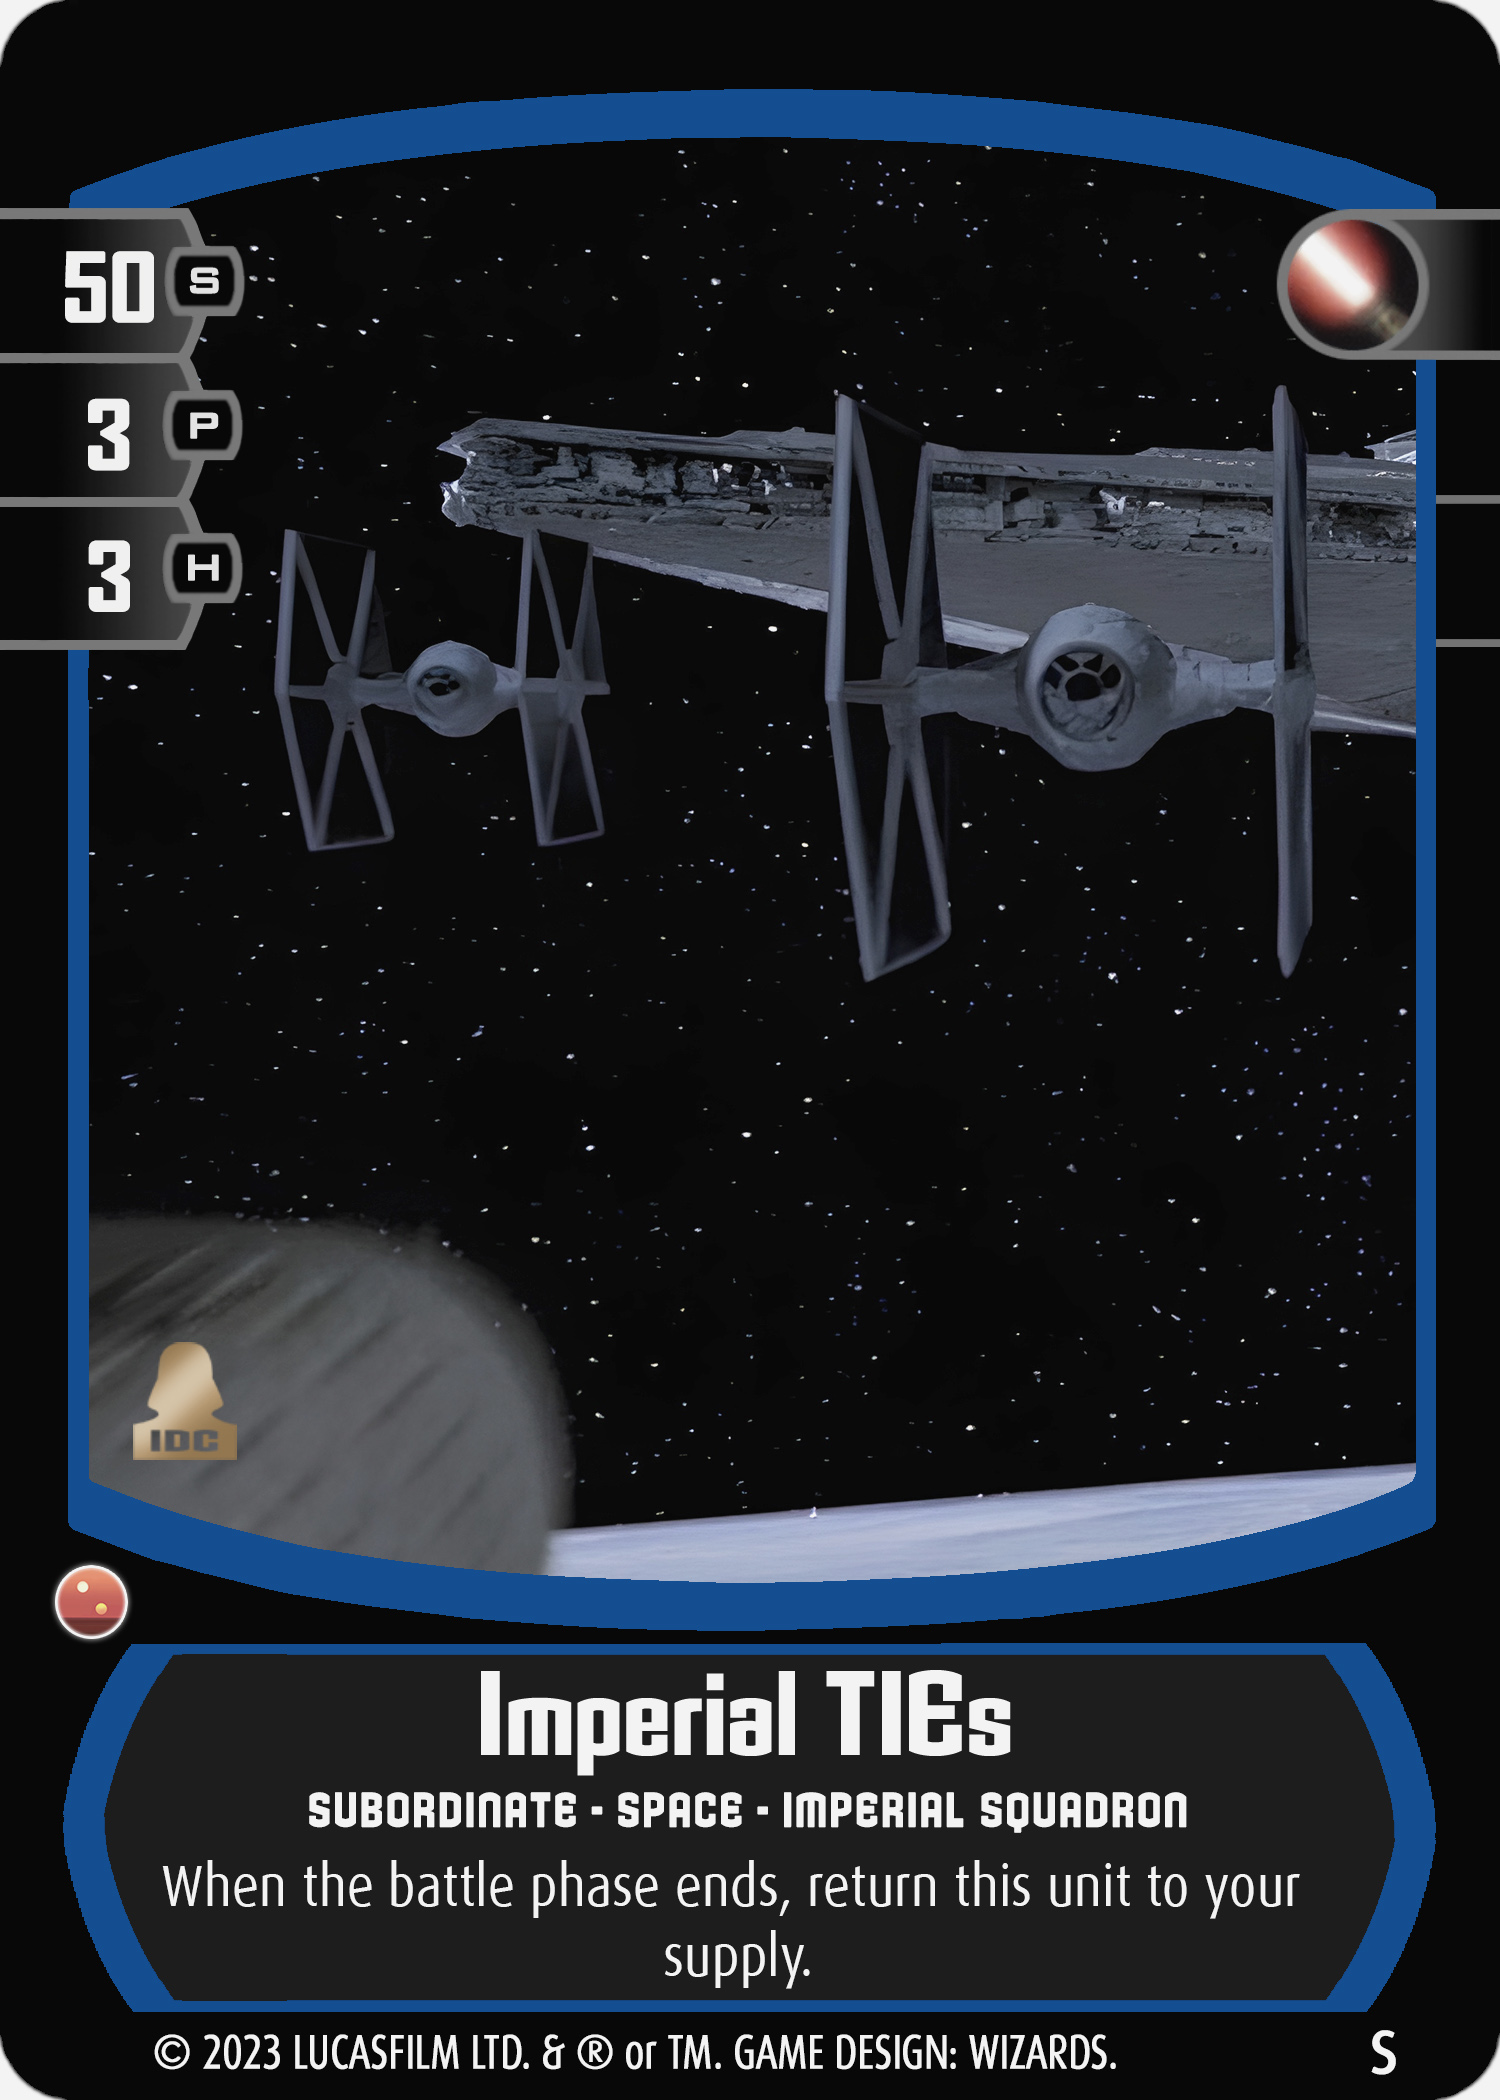 50 S
3 P
3 H
IDC
Imperial TIEs
SUBORDINATE - SPACE - IMPERIAL SQUADRON
When the battle phase ends, return this unit to your
supply.
© 2023 LUCASFILM LTD. & ® or TM. GAME DESIGN: WIZARDS.
S